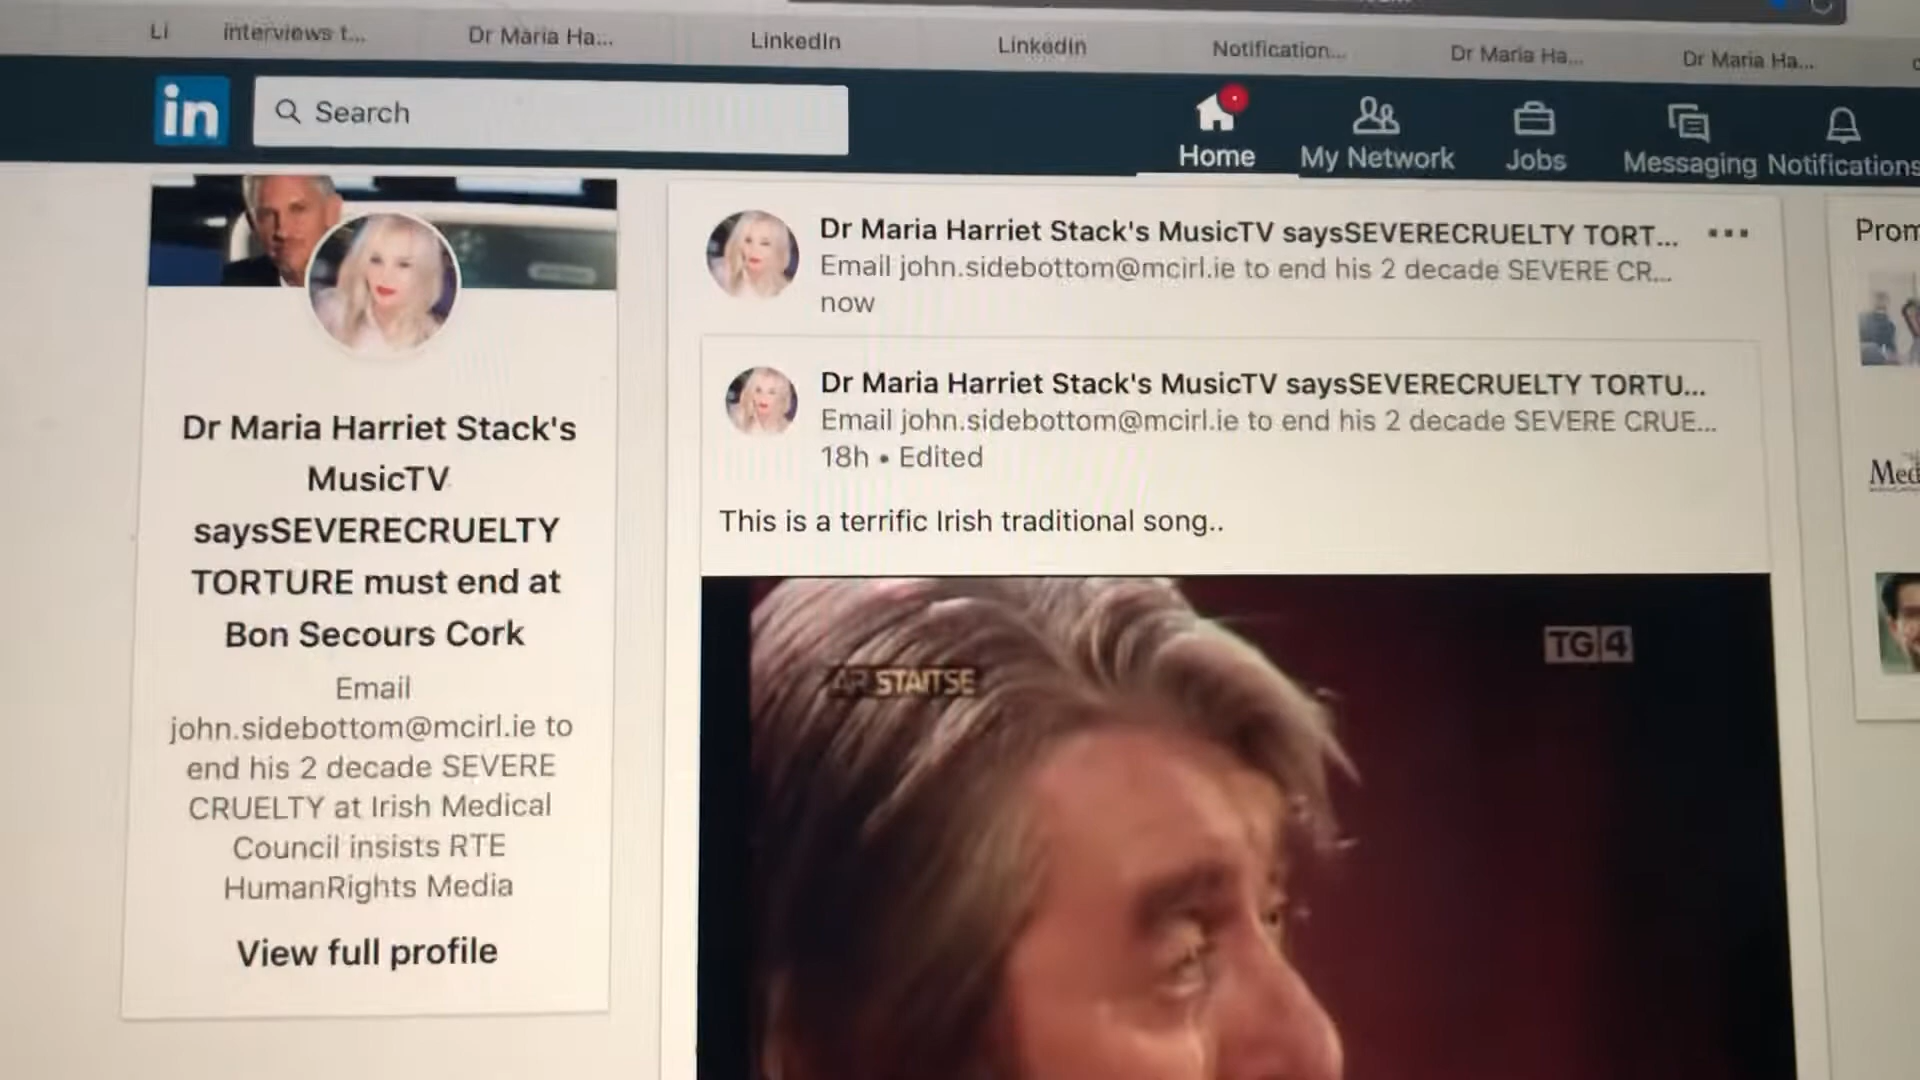 Li
interviews t...
Dr Maria Ha...
LinkedIn
LinkedIn
Notification...
Dr Maria Ha...
Dr Maria Ha...
in
Search
Home
My Network
Jobs
Messaging
Notifications
Dr Maria Harriet Stack's
MusicTV
saysSEVERECRUELTY
TORTURE must end at
Bon Secours Cork
Email
john.sidebottom@mcirl.ie to
end his 2 decade SEVERE
CRUELTY at Irish Medical
Council insists RTE
HumanRights Media
View full profile
Dr Maria Harriet Stack's MusicTV saysSEVERECRUELTY TORT...
Email john.sidebottom@mcirl.ie to end his 2 decade SEVERE CR...
now
Dr Maria Harriet Stack's MusicTV saysSEVERECRUELTY TORTU...
Email john.sidebottom@mcirl.ie to end his 2 decade SEVERE CRUE...
18h • Edited
This is a terrific Irish traditional song..
AR STAITSE
TG4
Prom
Med